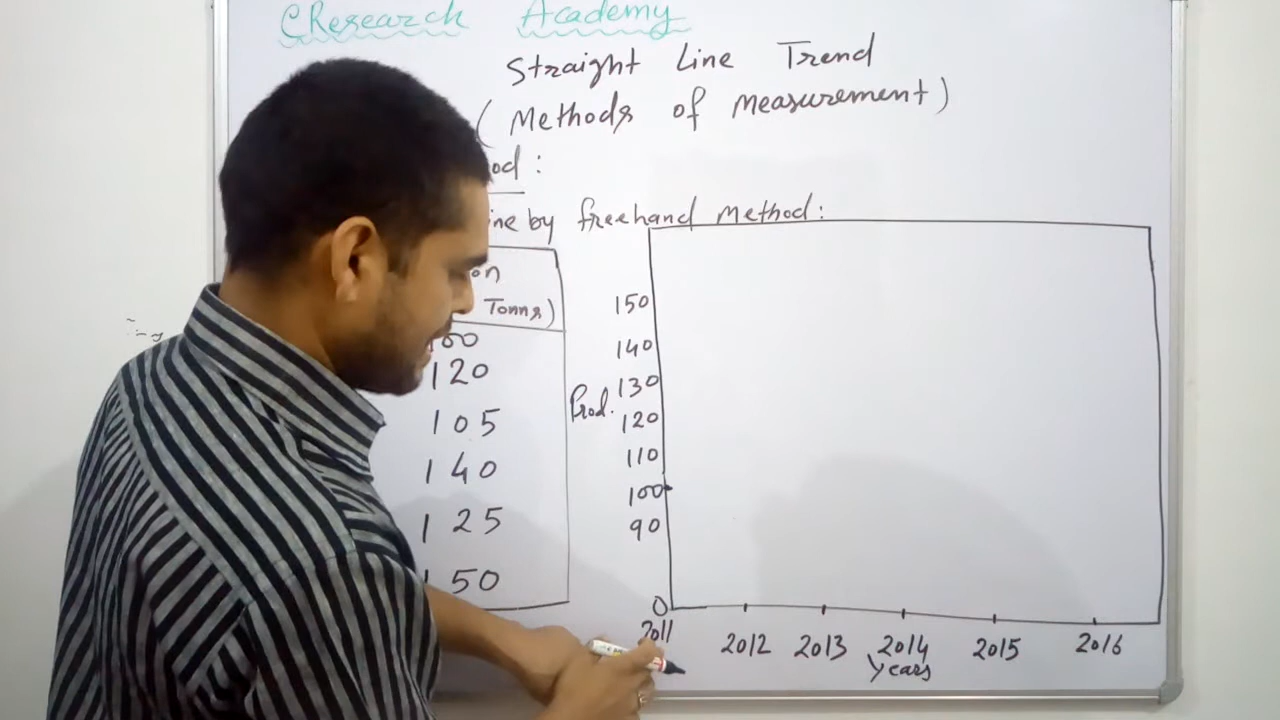 CResearch Academy
Straight Line Trend
(Methods of measurement)
od :
ine by freehand Method:
on
Tonns)
100
120
105
140
125
150
150
140
130
Prod.
120
110
100
90
0
2011 2012 2013 2014 2015 2016
Years